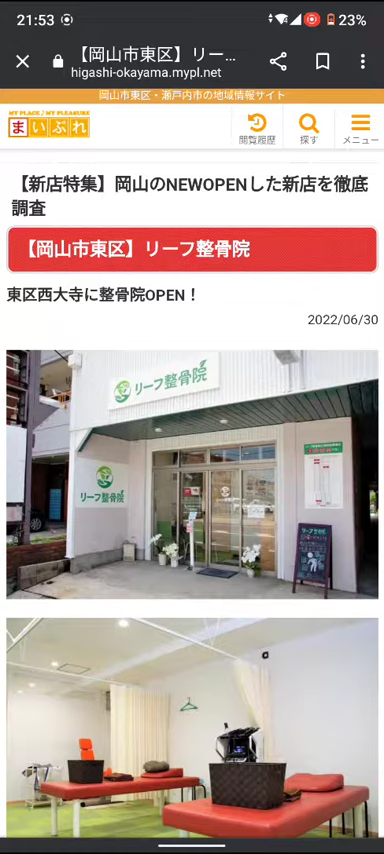 21:53
23%
【岡山市東区】リー…
higashi-okayama.mypl.net
岡山市東区・瀬戸内市の地域情報サイト
MY PLACE / MY PLEASURE
まいぷれ
閲覧履歴
探す
メニュー
【新店特集】岡山のNEWOPENした新店を徹底
調査
【岡山市東区】リーフ整骨院
東区西大寺に整骨院OPEN！
2022/06/30
リーフ整骨院
リーフ整骨院
リーフ整骨院